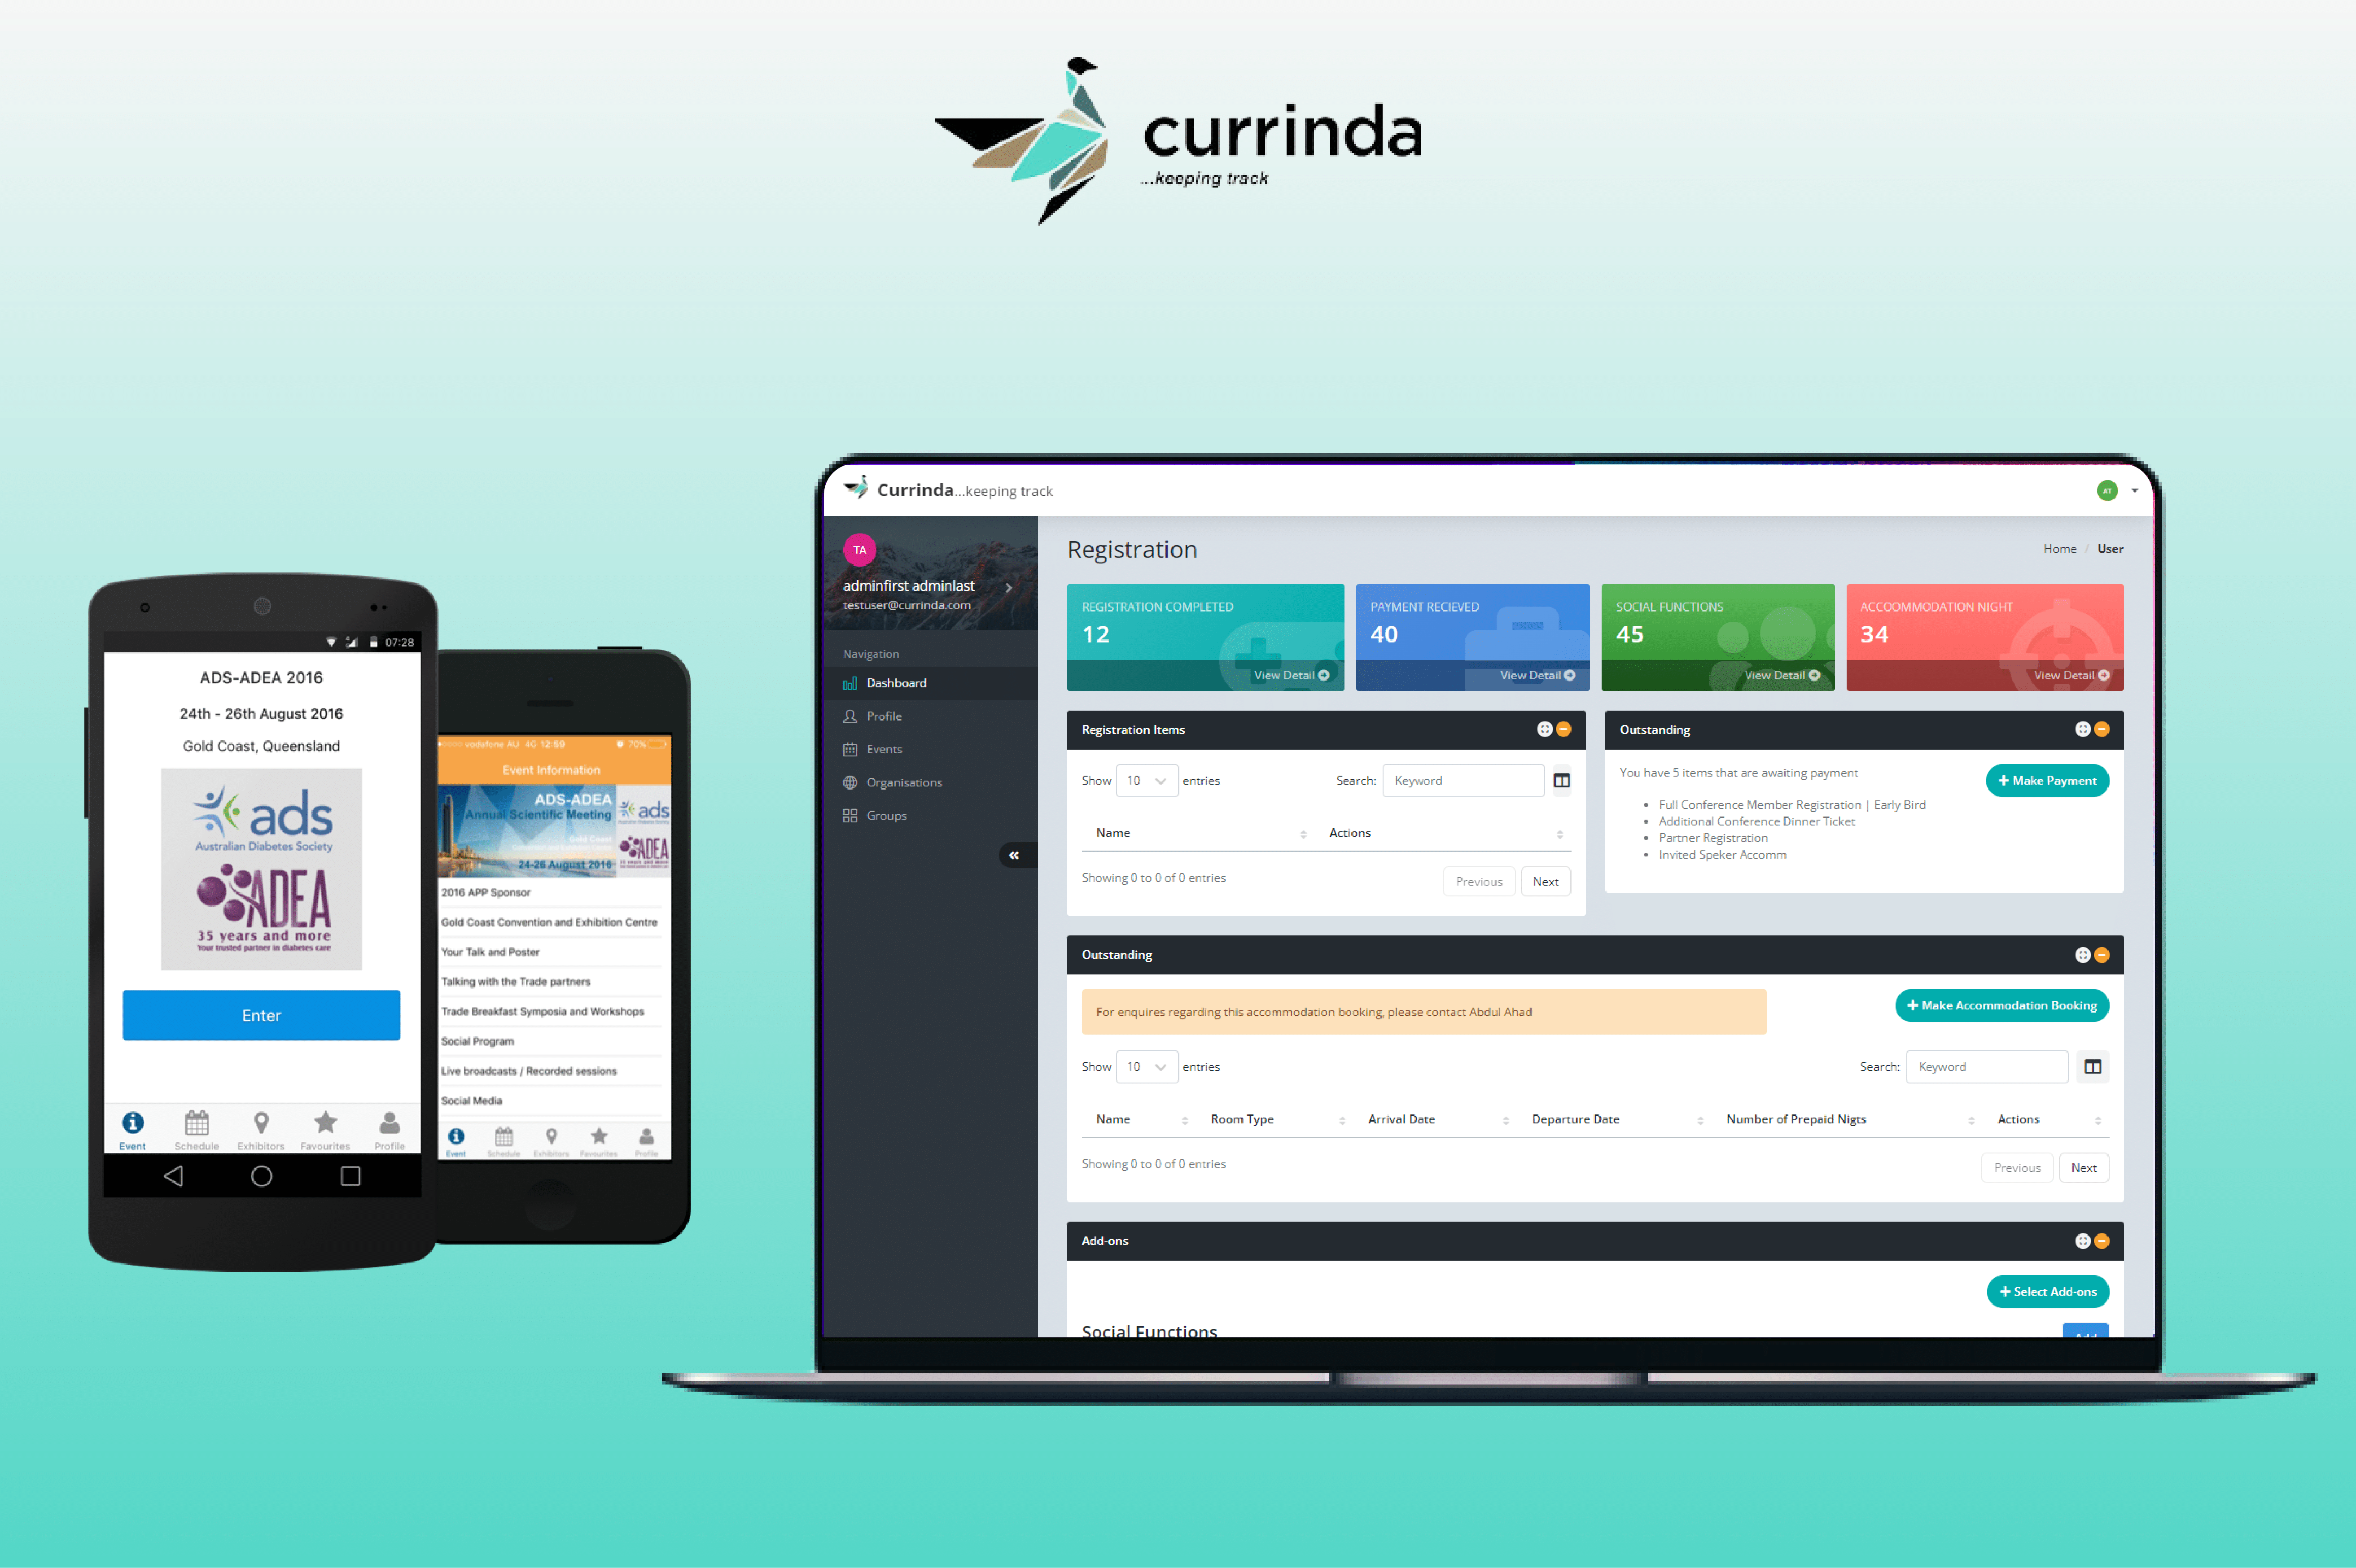 currinda
...keeping track
07:28
ADS-ADEA 2016
24th - 26th August 2016
Gold Coast, Queensland
ads
Australian Diabetes Society
ADEA
35 years and more
Your trusted partner in diabetes care
Enter
Event Schedule Exhibitors Favourites Profile
vodafone AU 4G 12:59 70%
Event Information
ADS-ADEA
Annual Scientific Meeting
ads
Gold Coast
ADEA
24-26 August 2016
2016 APP Sponsor
Gold Coast Convention and Exhibition Centre
Your Talk and Poster
Talking with the Trade partners
Trade Breakfast Symposia and Workshops
Social Program
Live broadcasts / Recorded sessions
Social Media
Event Schedule Exhibitors Favourites Profile
Currinda...keeping track
AT
TA
adminfirst adminlast
testuser@currinda.com
Navigation
Dashboard
Profile
Events
Organisations
Groups
Registration
Home / User
REGISTRATION COMPLETED
12
View Detail
PAYMENT RECIEVED
40
View Detail
SOCIAL FUNCTIONS
45
View Detail
ACCOOMMODATION NIGHT
34
View Detail
Registration Items
Show 10 entries Search: Keyword
Name Actions
Showing 0 to 0 of 0 entries Previous Next
Outstanding
You have 5 items that are awaiting payment
+ Make Payment
Full Conference Member Registration | Early Bird
Additional Conference Dinner Ticket
Partner Registration
Invited Speker Accomm
Outstanding
For enquires regarding this accommodation booking, please contact Abdul Ahad
+ Make Accommodation Booking
Show 10 entries Search: Keyword
Name Room Type Arrival Date Departure Date Number of Prepaid Nigts Actions
Showing 0 to 0 of 0 entries Previous Next
Add-ons
+ Select Add-ons
Social Functions
Add